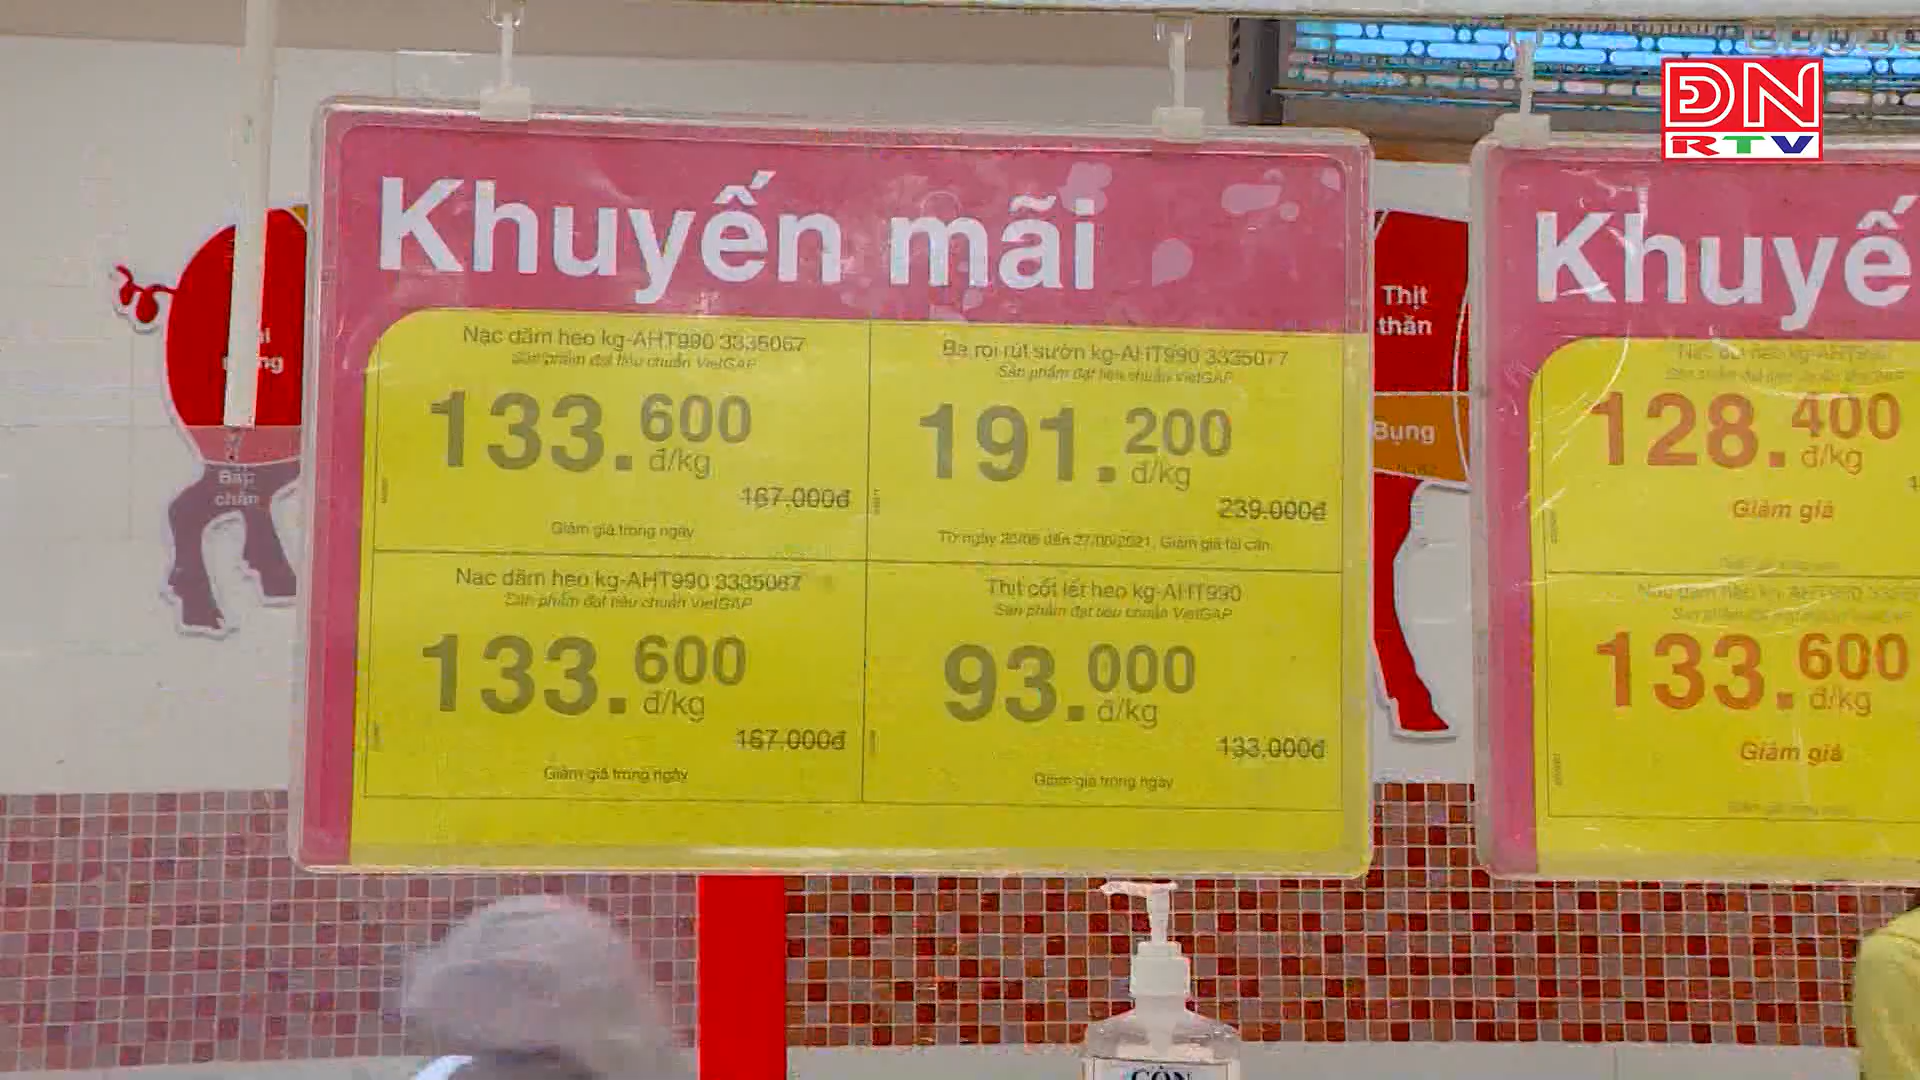 ĐN
RTV
Khuyến mãi
Nạc dăm heo kg-AHT990 3335067
Sản phẩm đạt tiêu chuẩn VietGAP
133.600
đ/kg
167.000đ
Giảm giá trong ngày
Ba rọi rút sườn kg-AHT990 3335077
Sản phẩm đạt tiêu chuẩn VietGAP
191.200
đ/kg
239.000đ
Giảm giá tại cân
Nạc dăm heo kg-AHT990 3335067
Sản phẩm đạt tiêu chuẩn VietGAP
133.600
đ/kg
167.000đ
Giảm giá trong ngày
Thịt cốt lết heo kg-AHT990
Sản phẩm đạt tiêu chuẩn VietGAP
93.000
đ/kg
133.000đ
Giảm giá trong ngày
Khuyế
128.400
đ/kg
Giảm giá
133.600
đ/kg
Giảm giá
Thịt
thăn
Bụng
Bắp
chân
CỒN